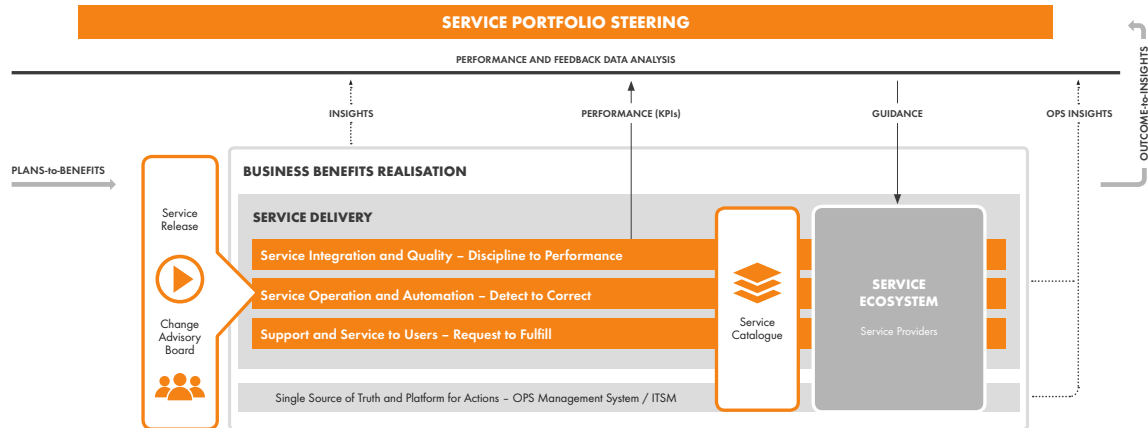 SERVICE PORTFOLIO STEERING
PERFORMANCE AND FEEDBACK DATA ANALYSIS
INSIGHTS
PERFORMANCE (KPIs)
GUIDANCE
OPS INSIGHTS
OUTCOME-to-INSIGHTS
PLANS-to-BENEFITS
Service
Release
Change
Advisory
Board
BUSINESS BENEFITS REALISATION
SERVICE DELIVERY
Service Integration and Quality – Discipline to Performance
Service Operation and Automation – Detect to Correct
Support and Service to Users – Request to Fulfill
Service
Catalogue
SERVICE
ECOSYSTEM
Service Providers
Single Source of Truth and Platform for Actions – OPS Management System / ITSM